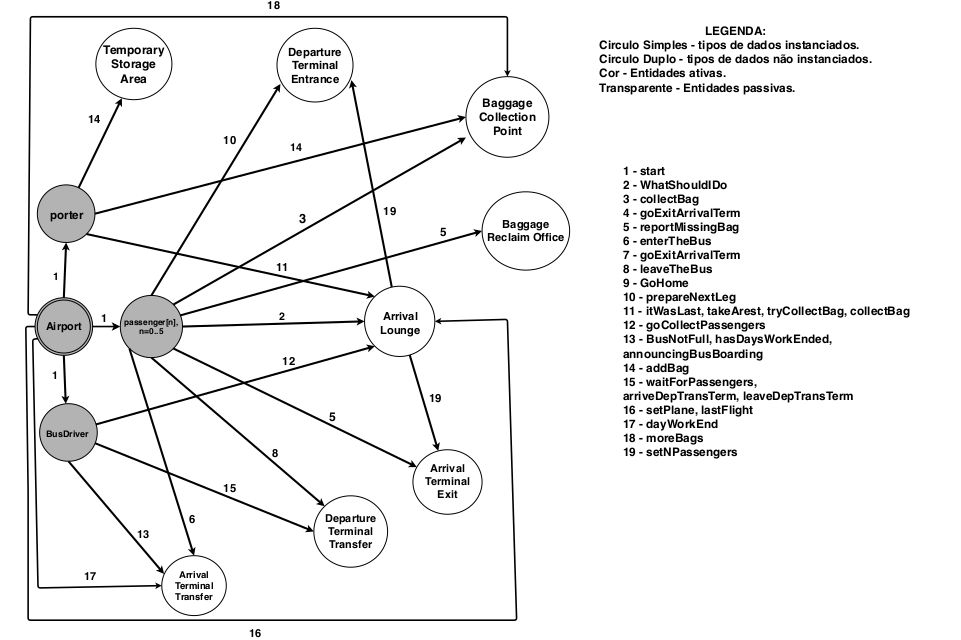 18
Temporary
Storage
Area
Departure
Terminal
Entrance
Baggage
Collection
Point
14
10
14
porter
3
19
5
Baggage
Reclaim Office
11
1
Airport
1
passenger[n],
n=0..5
2
Arrival
Lounge
1
12
BusDriver
19
5
8
15
Arrival
Terminal
Exit
6
13
Departure
Terminal
Transfer
17
Arrival
Terminal
Transfer
16
LEGENDA:
Circulo Simples - tipos de dados instanciados.
Circulo Duplo - tipos de dados não instanciados.
Cor - Entidades ativas.
Transparente - Entidades passivas.
1 - start
2 - WhatShouldIDo
3 - collectBag
4 - goExitArrivalTerm
5 - reportMissingBag
6 - enterTheBus
7 - goExitArrivalTerm
8 - leaveTheBus
9 - GoHome
10 - prepareNextLeg
11 - itWasLast, takeArest, tryCollectBag, collectBag
12 - goCollectPassengers
13 - BusNotFull, hasDaysWorkEnded,
announcingBusBoarding
14 - addBag
15 - waitForPassengers,
arriveDepTransTerm, leaveDepTransTerm
16 - setPlane, lastFlight
17 - dayWorkEnd
18 - moreBags
19 - setNPassengers